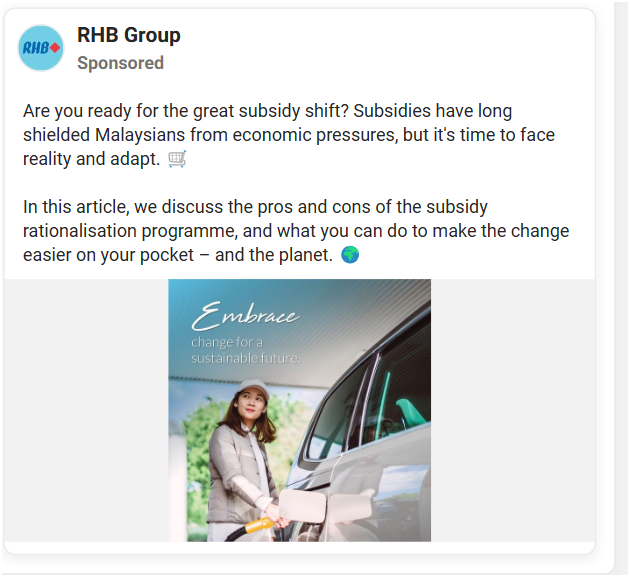 RHB
RHB Group
Sponsored
Are you ready for the great subsidy shift? Subsidies have long
shielded Malaysians from economic pressures, but it's time to face
reality and adapt. 🛒
In this article, we discuss the pros and cons of the subsidy
rationalisation programme, and what you can do to make the change
easier on your pocket – and the planet. 🌍
Embrace
change for a
sustainable future.